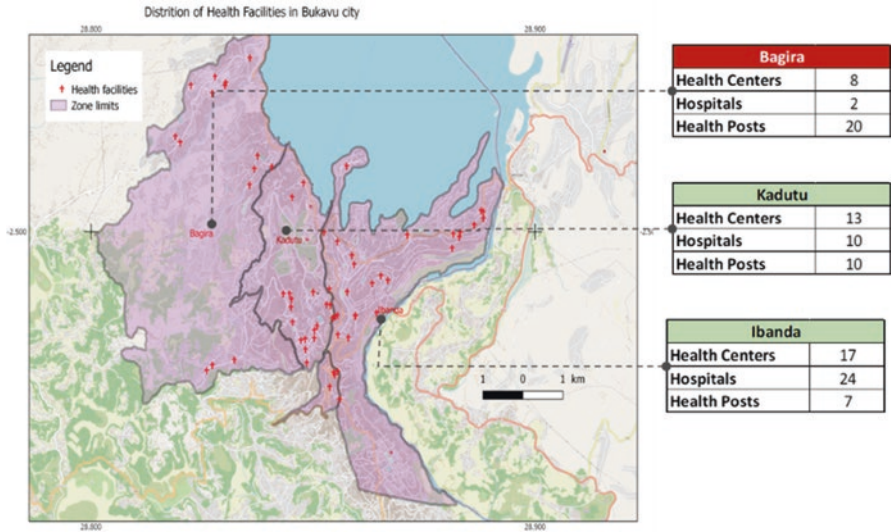 Distrition of Health Facilities in Bukavu city
28.800 28.900
Legend
Health facilities
Zone limits
-2.500
Bagira
Kadutu
Ibanda
1 0 1 km
28.800 28.900
Bagira
Health Centers 8
Hospitals 2
Health Posts 20
Kadutu
Health Centers 13
Hospitals 10
Health Posts 10
Ibanda
Health Centers 17
Hospitals 24
Health Posts 7